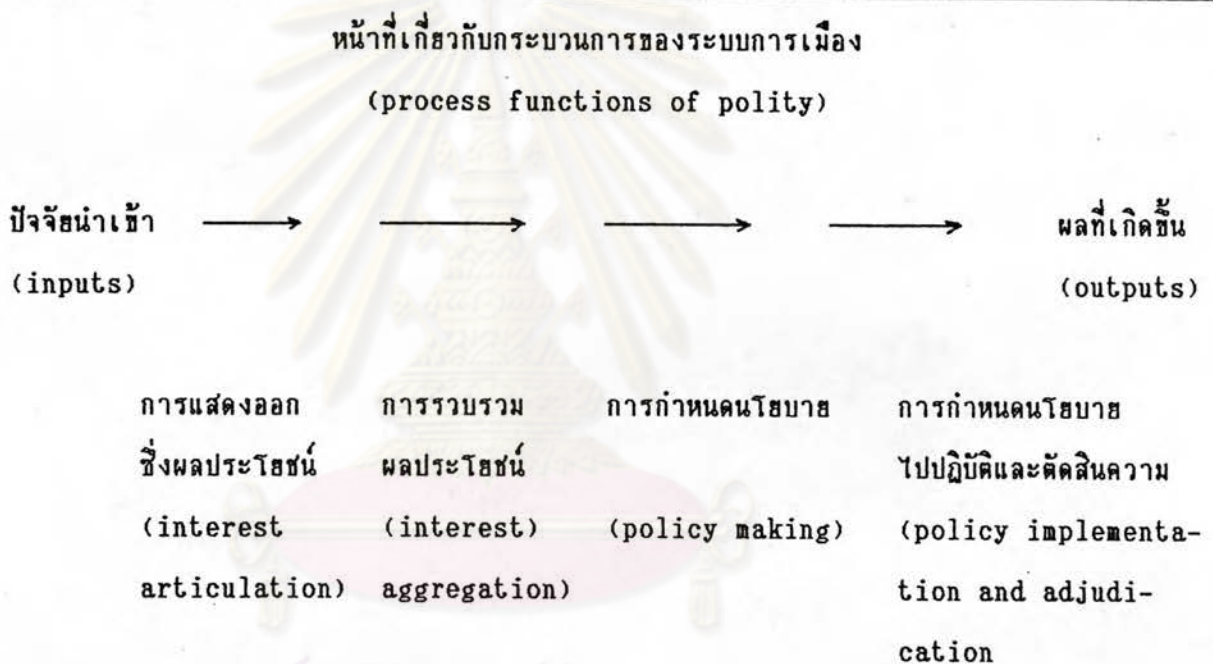 หน้าที่เกี่ยวกับกระบวนการของระบบการเมือง
(process functions of polity)
ปัจจัยนำเข้า ผลที่เกิดขึ้น
(inputs) (outputs)
การแสดงออก การรวบรวม การกำหนดนโยบาย การกำหนดนโยบาย
ซึ่งผลประโยชน์ ผลประโยชน์ ไปปฏิบัติและตัดสินความ
(interest (interest) (policy making) (policy implementa-
articulation) aggregation) tion and adjudi-
cation